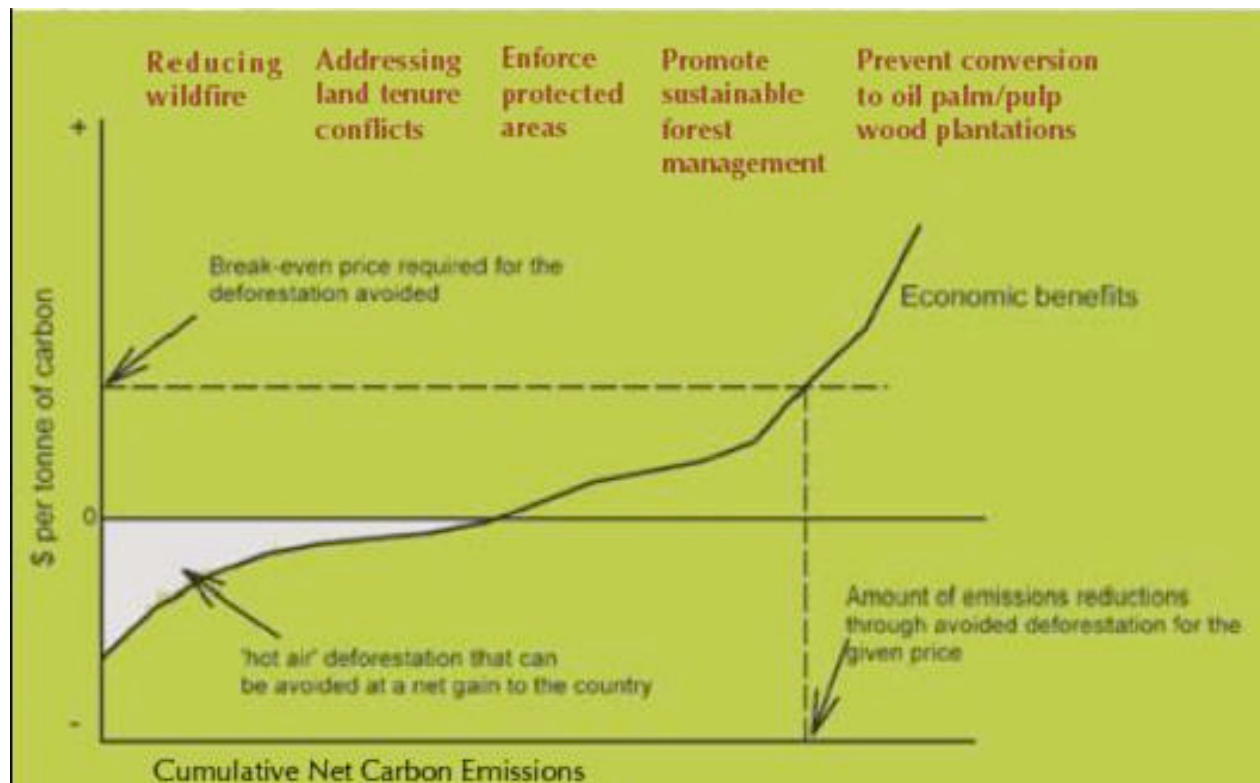 Reducing
wildfire
Addressing
land tenure
conflicts
Enforce
protected
areas
Promote
sustainable
forest
management
Prevent conversion
to oil palm/pulp
wood plantations
+
Break-even price required for the
deforestation avoided
Economic benefits
$ per tonne of carbon
0
Amount of emissions reductions
through avoided deforestation for the
given price
'hot air' deforestation that can
be avoided at a net gain to the country
-
Cumulative Net Carbon Emissions